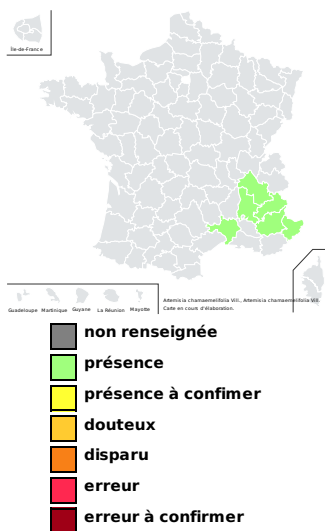 Île-de-France
Guadeloupe Martinique Guyane La Réunion Mayotte
Artemisia chamaemelifolia Vill., Artemisia chamaemelifolia Vill.
Carte en cours d'élaboration.
non renseignée
présence
présence à confimer
douteux
disparu
erreur
erreur à confirmer